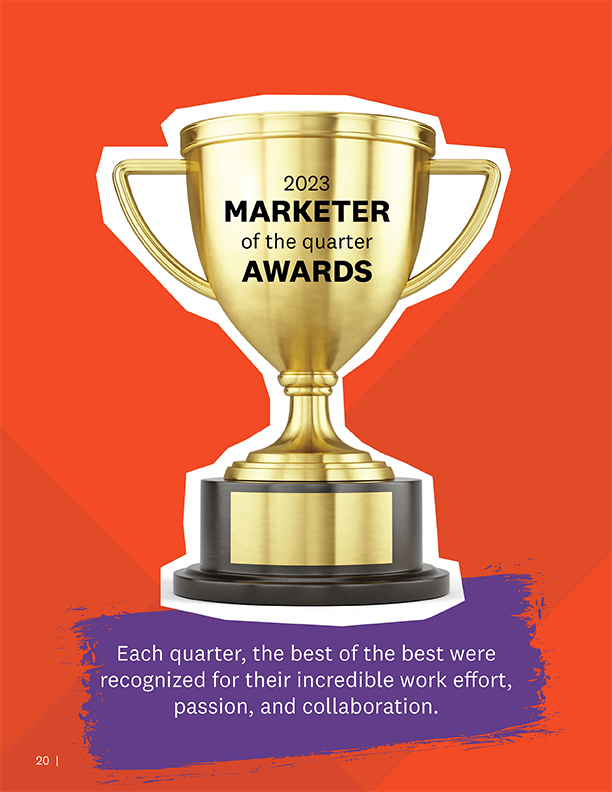 2023
MARKETER
of the quarter
AWARDS
Each quarter, the best of the best were
recognized for their incredible work effort,
passion, and collaboration.
20 |